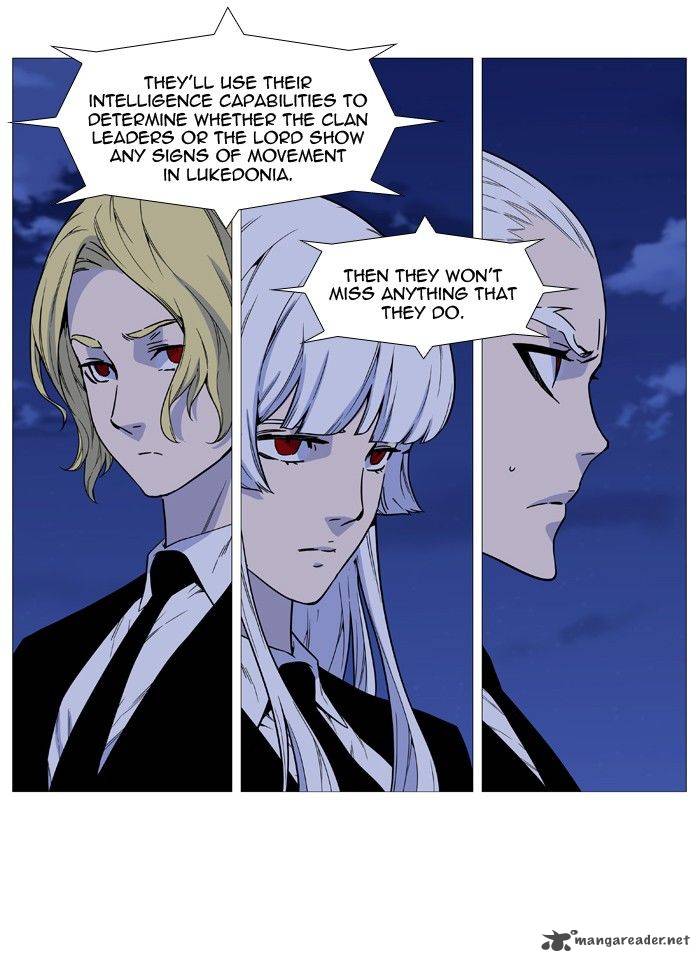 THEY'LL USE THEIR
INTELLIGENCE CAPABILITIES TO
DETERMINE WHETHER THE CLAN
LEADERS OR THE LORD SHOW
ANY SIGNS OF MOVEMENT
IN LUKEDONIA.
THEN THEY WON'T
MISS ANYTHING THAT
THEY DO.
mangareader.net